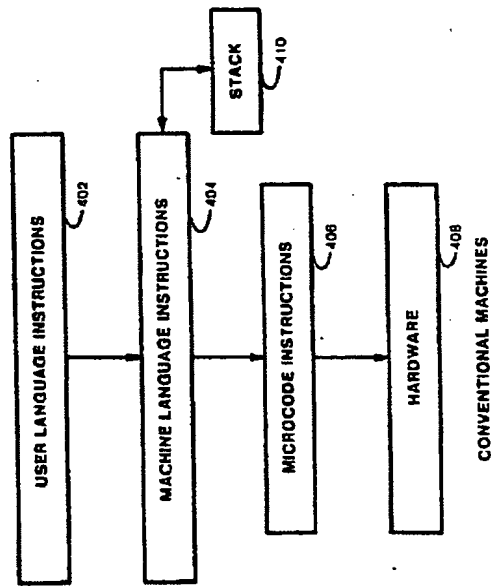 USER LANGUAGE INSTRUCTIONS
402
MACHINE LANGUAGE INSTRUCTIONS
404
STACK
410
MICROCODE INSTRUCTIONS
406
HARDWARE
408
CONVENTIONAL MACHINES